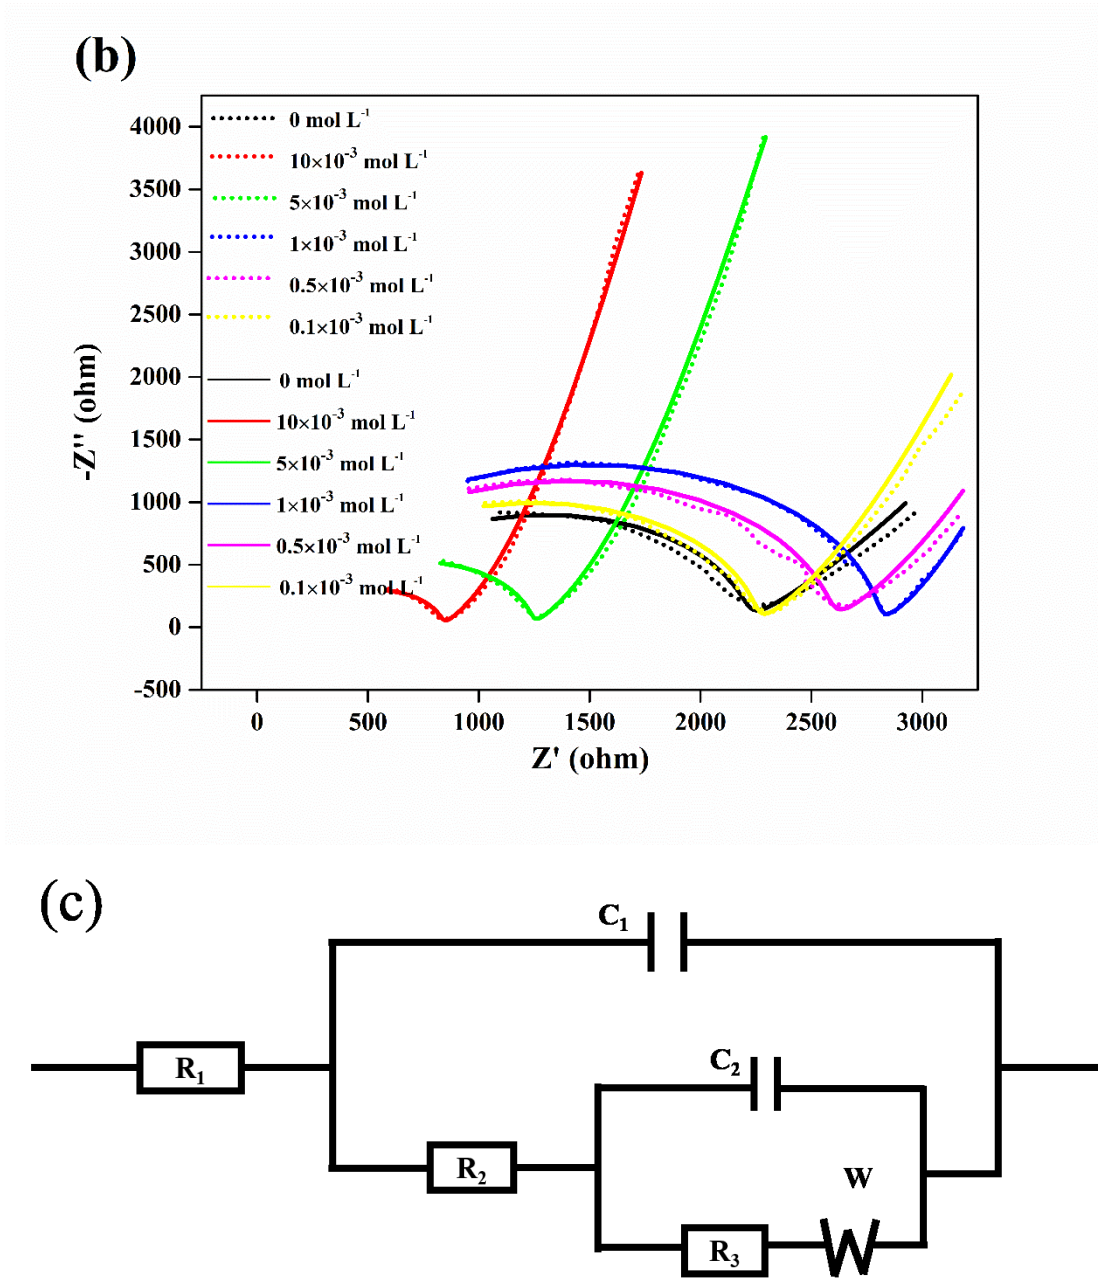 (b)
4000
3500
3000
2500
2000
1500
1000
500
0
-500
-Z'' (ohm)
0 mol L⁻¹
10×10⁻³ mol L⁻¹
5×10⁻³ mol L⁻¹
1×10⁻³ mol L⁻¹
0.5×10⁻³ mol L⁻¹
0.1×10⁻³ mol L⁻¹
0 mol L⁻¹
10×10⁻³ mol L⁻¹
5×10⁻³ mol L⁻¹
1×10⁻³ mol L⁻¹
0.5×10⁻³ mol L⁻¹
0.1×10⁻³ mol L⁻¹
0 500 1000 1500 2000 2500 3000
Z' (ohm)
(c)
C₁
R₁
C₂
R₂
W
R₃